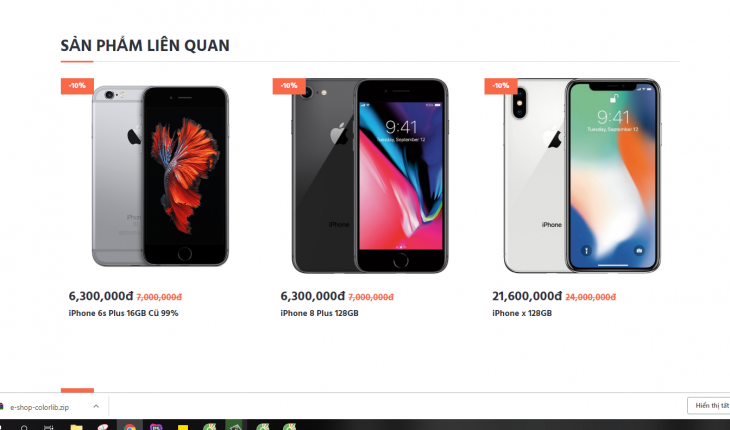 SẢN PHẨM LIÊN QUAN
-10%
-10%
-10%
iPhone
9:41
Tuesday, September 12
iPhone
9:41
Tuesday, September 12
6,300,000đ 7,000,000đ
6,300,000đ 7,000,000đ
21,600,000đ 24,000,000đ
iPhone 6s Plus 16GB Cũ 99%
iPhone 8 Plus 128GB
iPhone x 128GB
e-shop-colorlib.zip
Hiển thị tất